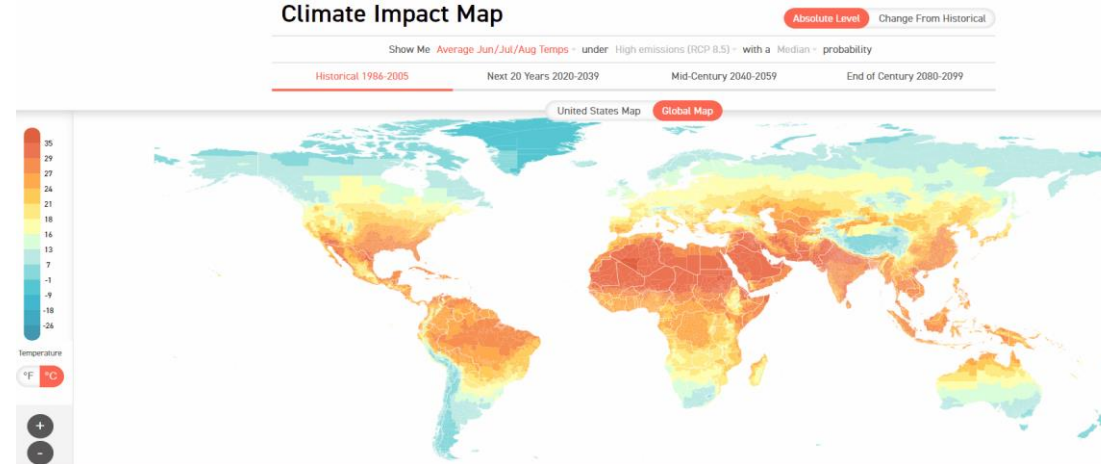 Climate Impact Map
Absolute Level Change From Historical
Show Me Average Jun/Jul/Aug Temps under High emissions (RCP 8.5) with a Median probability
Historical 1986-2005 Next 20 Years 2020-2039 Mid-Century 2040-2059 End of Century 2080-2099
United States Map Global Map
35
29
27
24
21
18
16
13
7
-1
-9
-18
-26
Temperature
°F °C
+
-